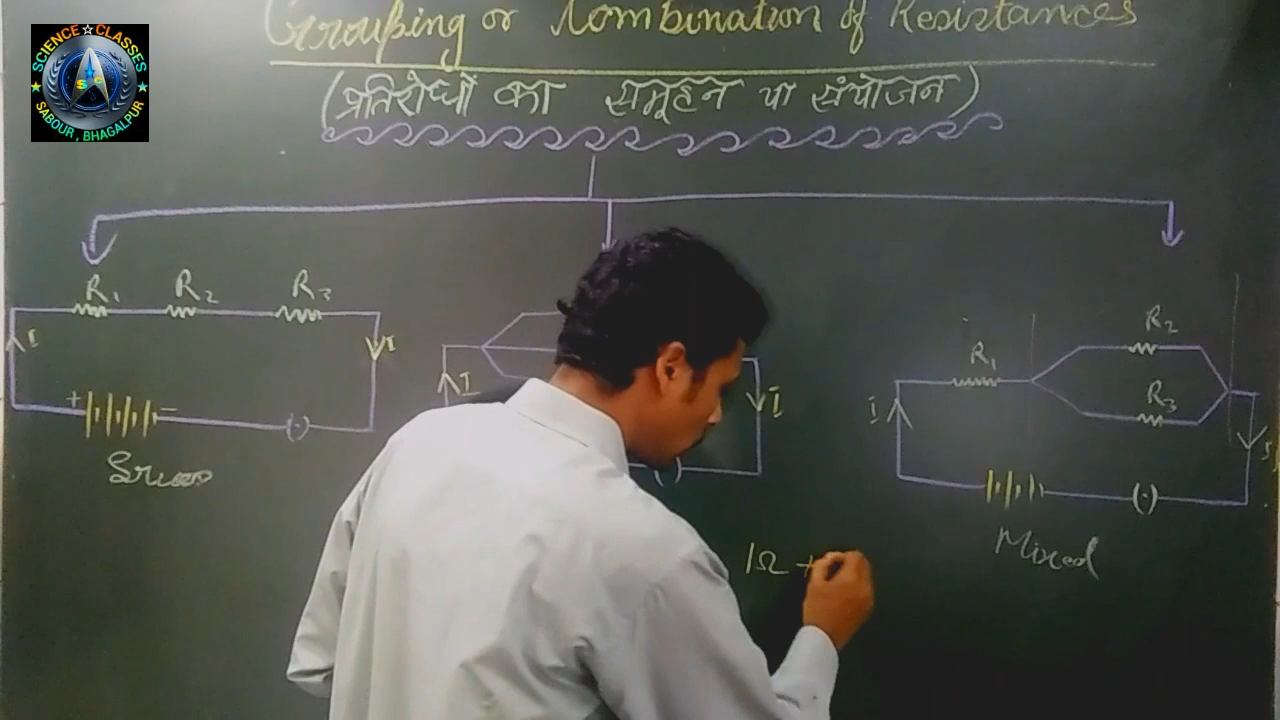 SCIENCE ☆ CLASSES
SABOUR, BHAGALPUR
Grouping or Combination of Resistances
(प्रतिरोधों का समूहन या संयोजन)
R₁ R₂ R₃
I I
+ −
(·)
I I
R₁ R₂
R₃
I
(·)
Mixed
1Ω +